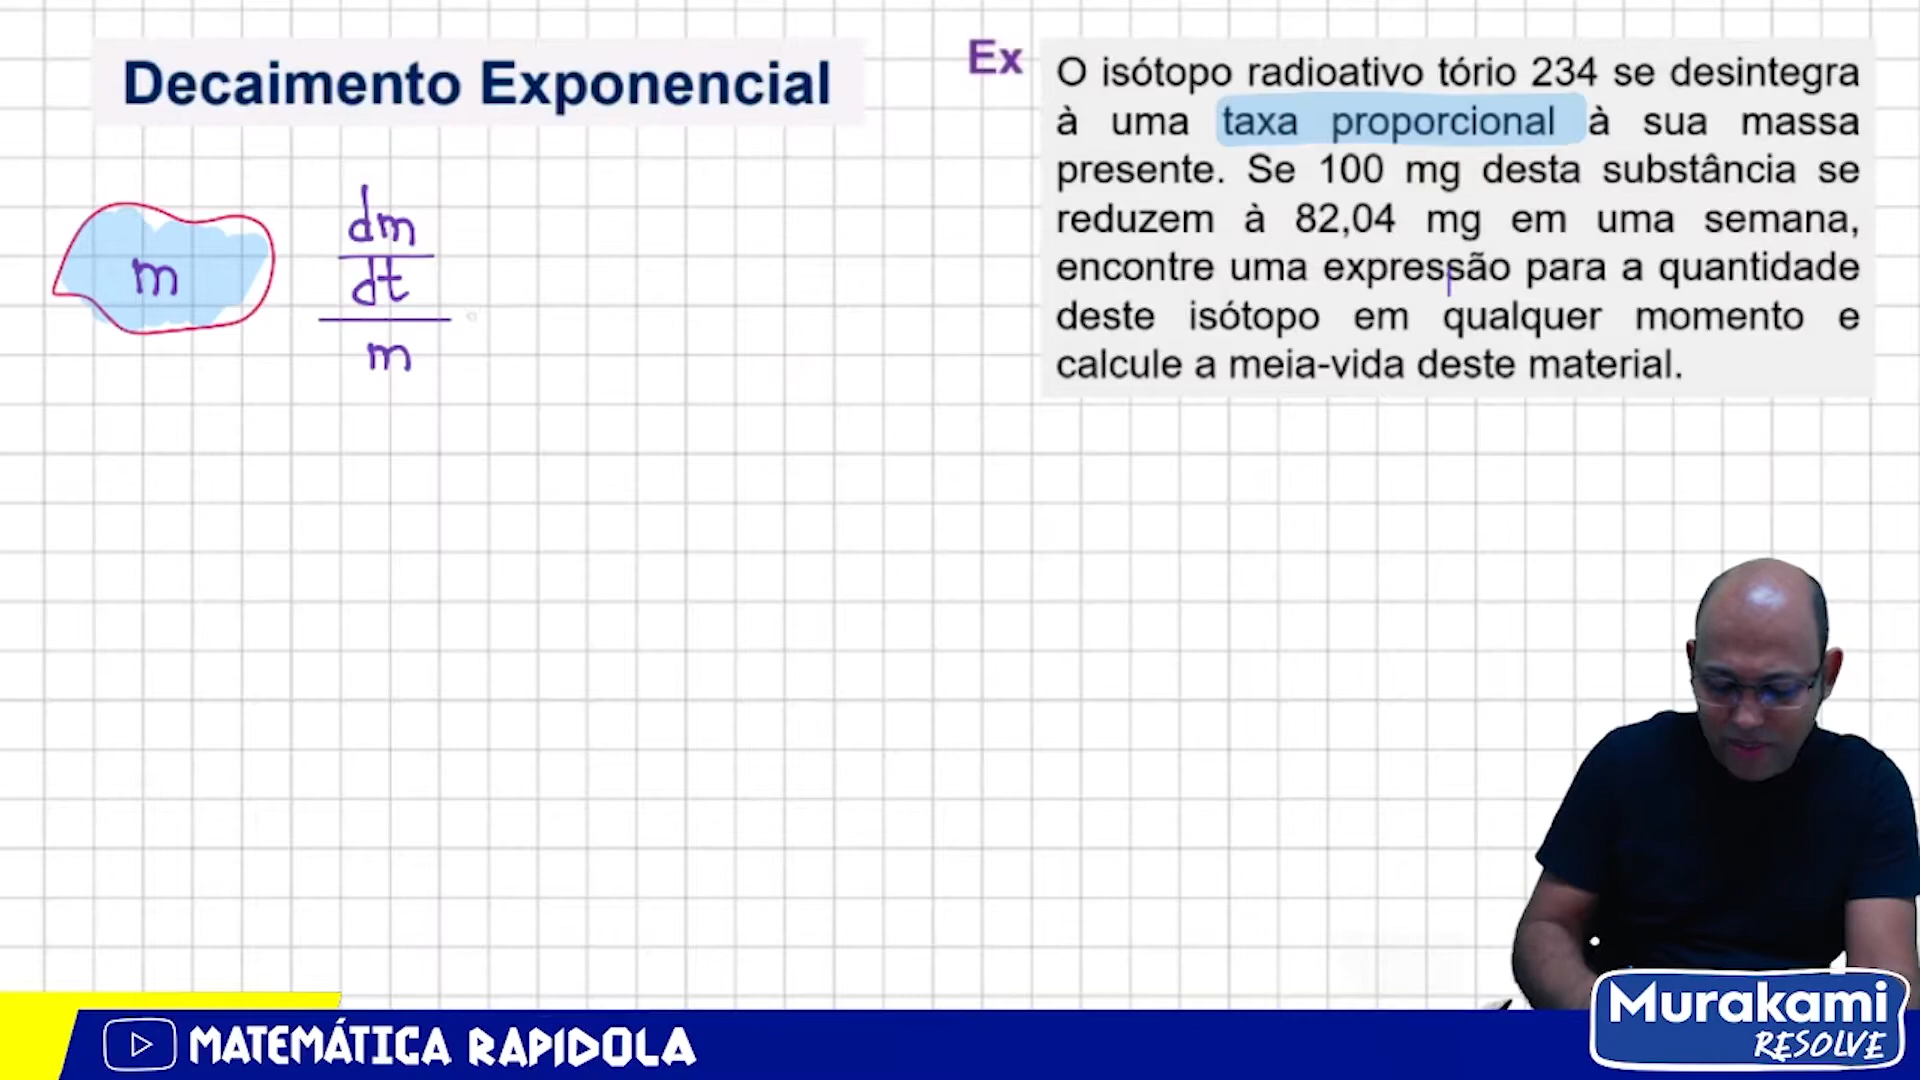 Decaimento Exponencial
Ex
O isótopo radioativo tório 234 se desintegra
à uma taxa proporcional à sua massa
presente. Se 100 mg desta substância se
reduzem à 82,04 mg em uma semana,
encontre uma expressão para a quantidade
deste isótopo em qualquer momento e
calcule a meia-vida deste material.
m
dm
dt
m
MATEMÁTICA RAPIDOLA
Murakami
RESOLVE